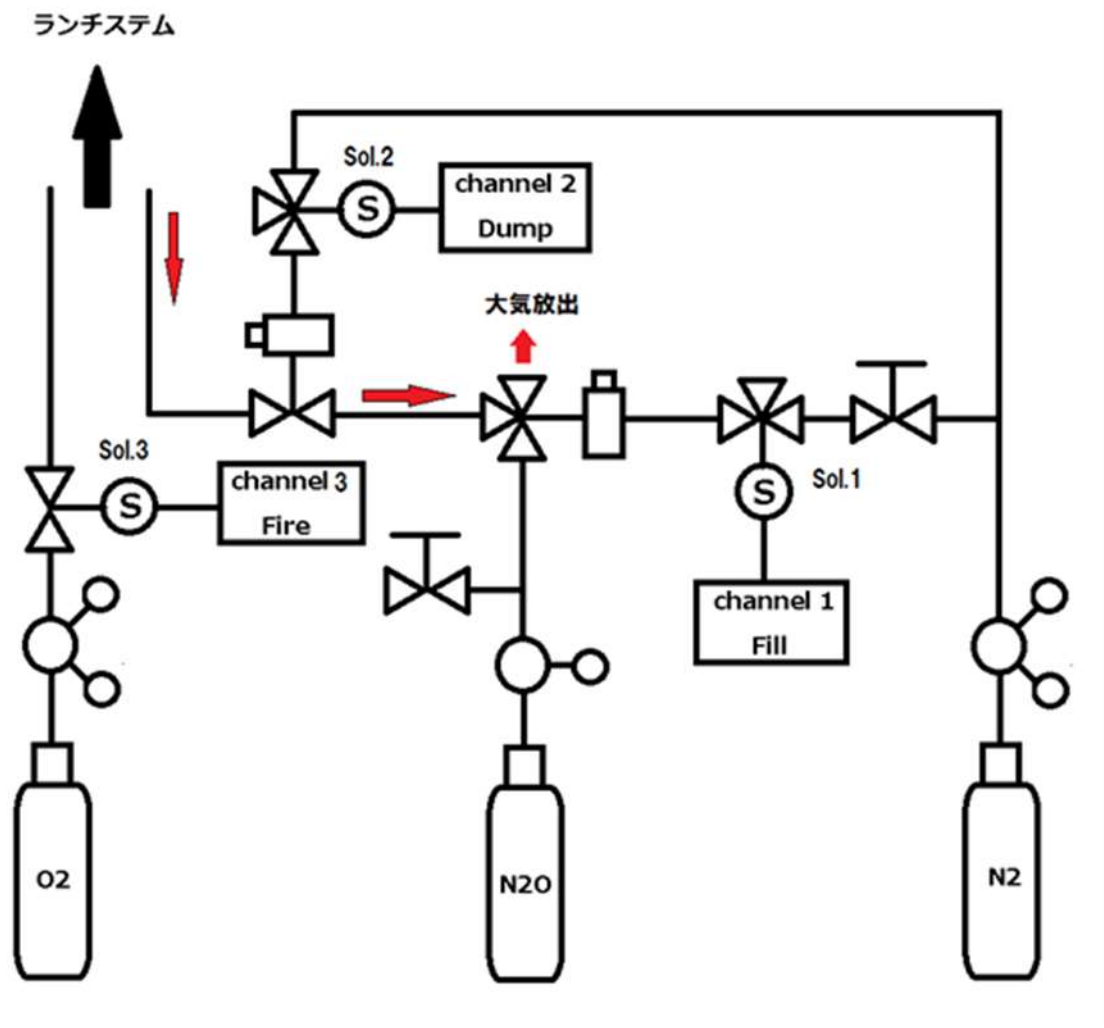 ランチステム
Sol.2
channel 2
Dump
S
大気放出
Sol.3
channel 3
Fire
S
Sol.1
S
channel 1
Fill
O2
N2O
N2